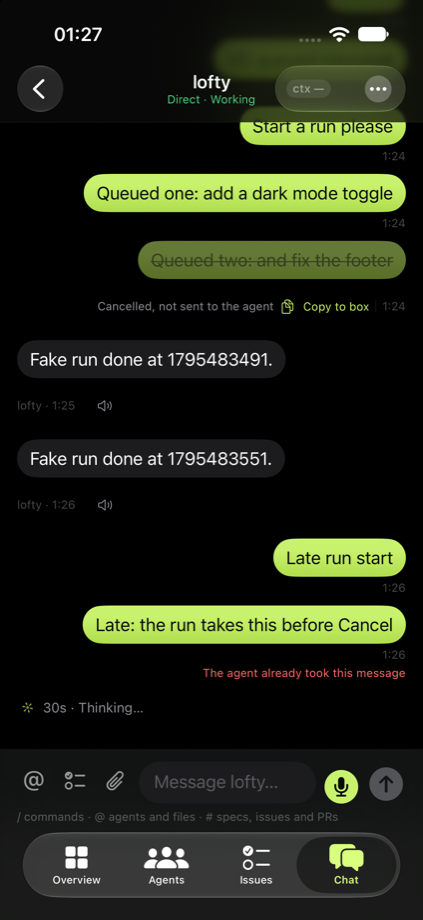 01:27
lofty
Direct · Working
ctx —
Start a run please
1:24
Queued one: add a dark mode toggle
1:24
Queued two: and fix the footer
Cancelled, not sent to the agent Copy to box 1:24
Fake run done at 1795483491.
lofty · 1:25
Fake run done at 1795483551.
lofty · 1:26
Late run start
1:26
Late: the run takes this before Cancel
1:26
The agent already took this message
30s · Thinking...
@
Message lofty...
/ commands · @ agents and files · # specs, issues and PRs
Overview Agents Issues Chat